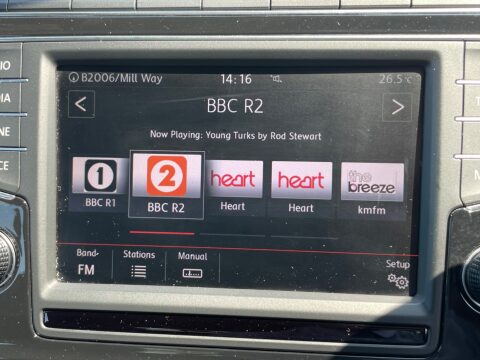 B2006/Mill Way 14:16 26.5°C
BBC R2
Now Playing: Young Turks by Rod Stewart
1 2 heart heart the breeze
BBC R1 BBC R2 Heart Heart kmfm
Band- Stations Manual
FM
Setup